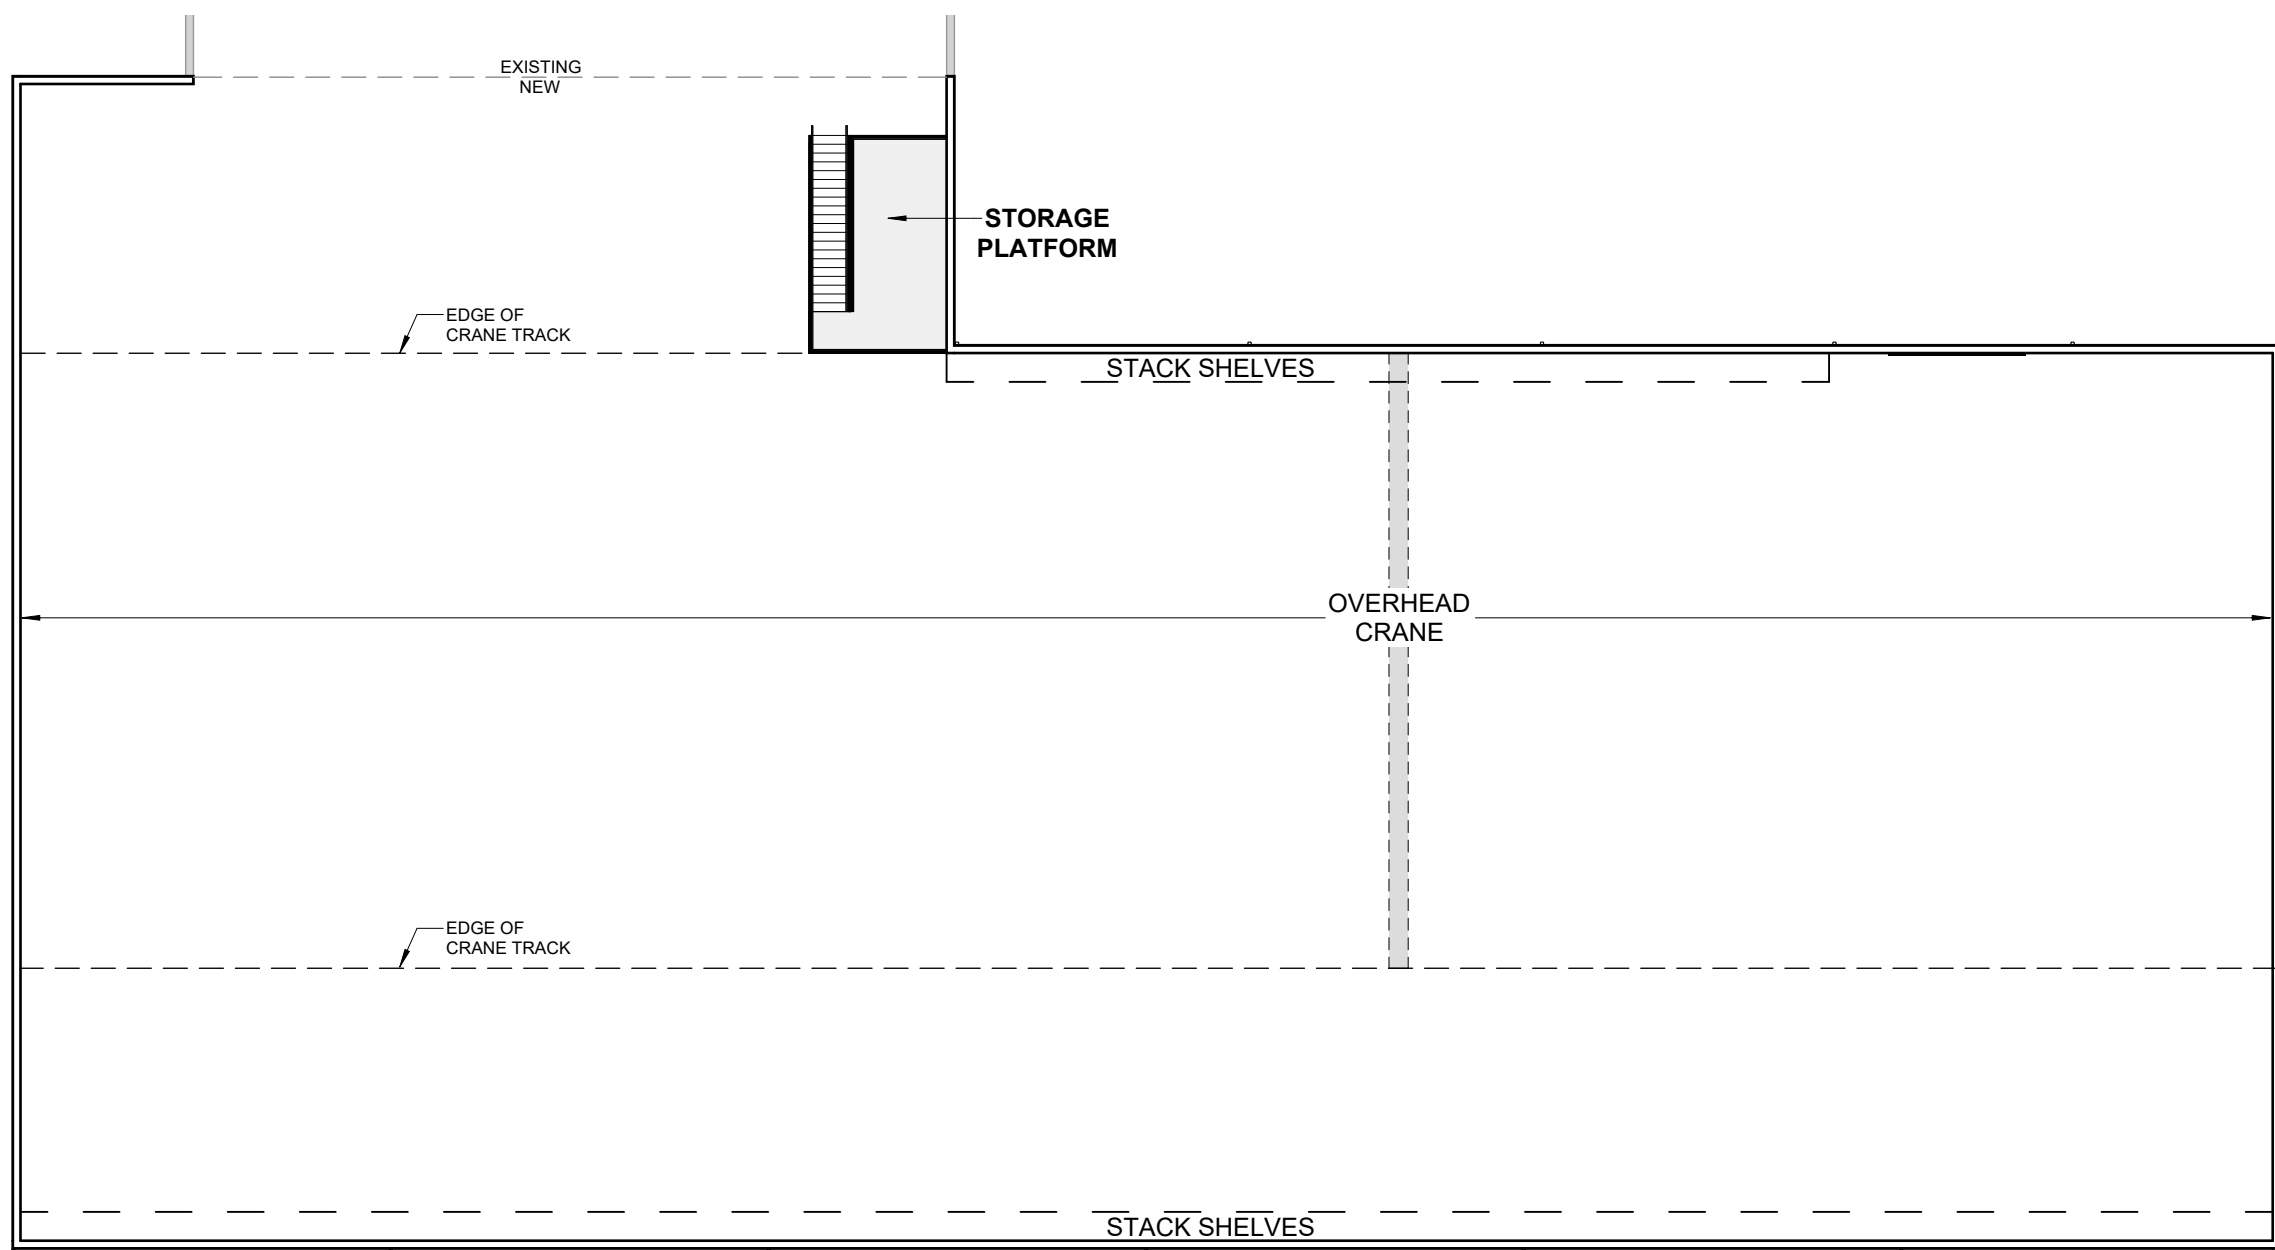 EXISTING
NEW
STORAGE
PLATFORM
EDGE OF
CRANE TRACK
STACK SHELVES
OVERHEAD
CRANE
EDGE OF
CRANE TRACK
STACK SHELVES